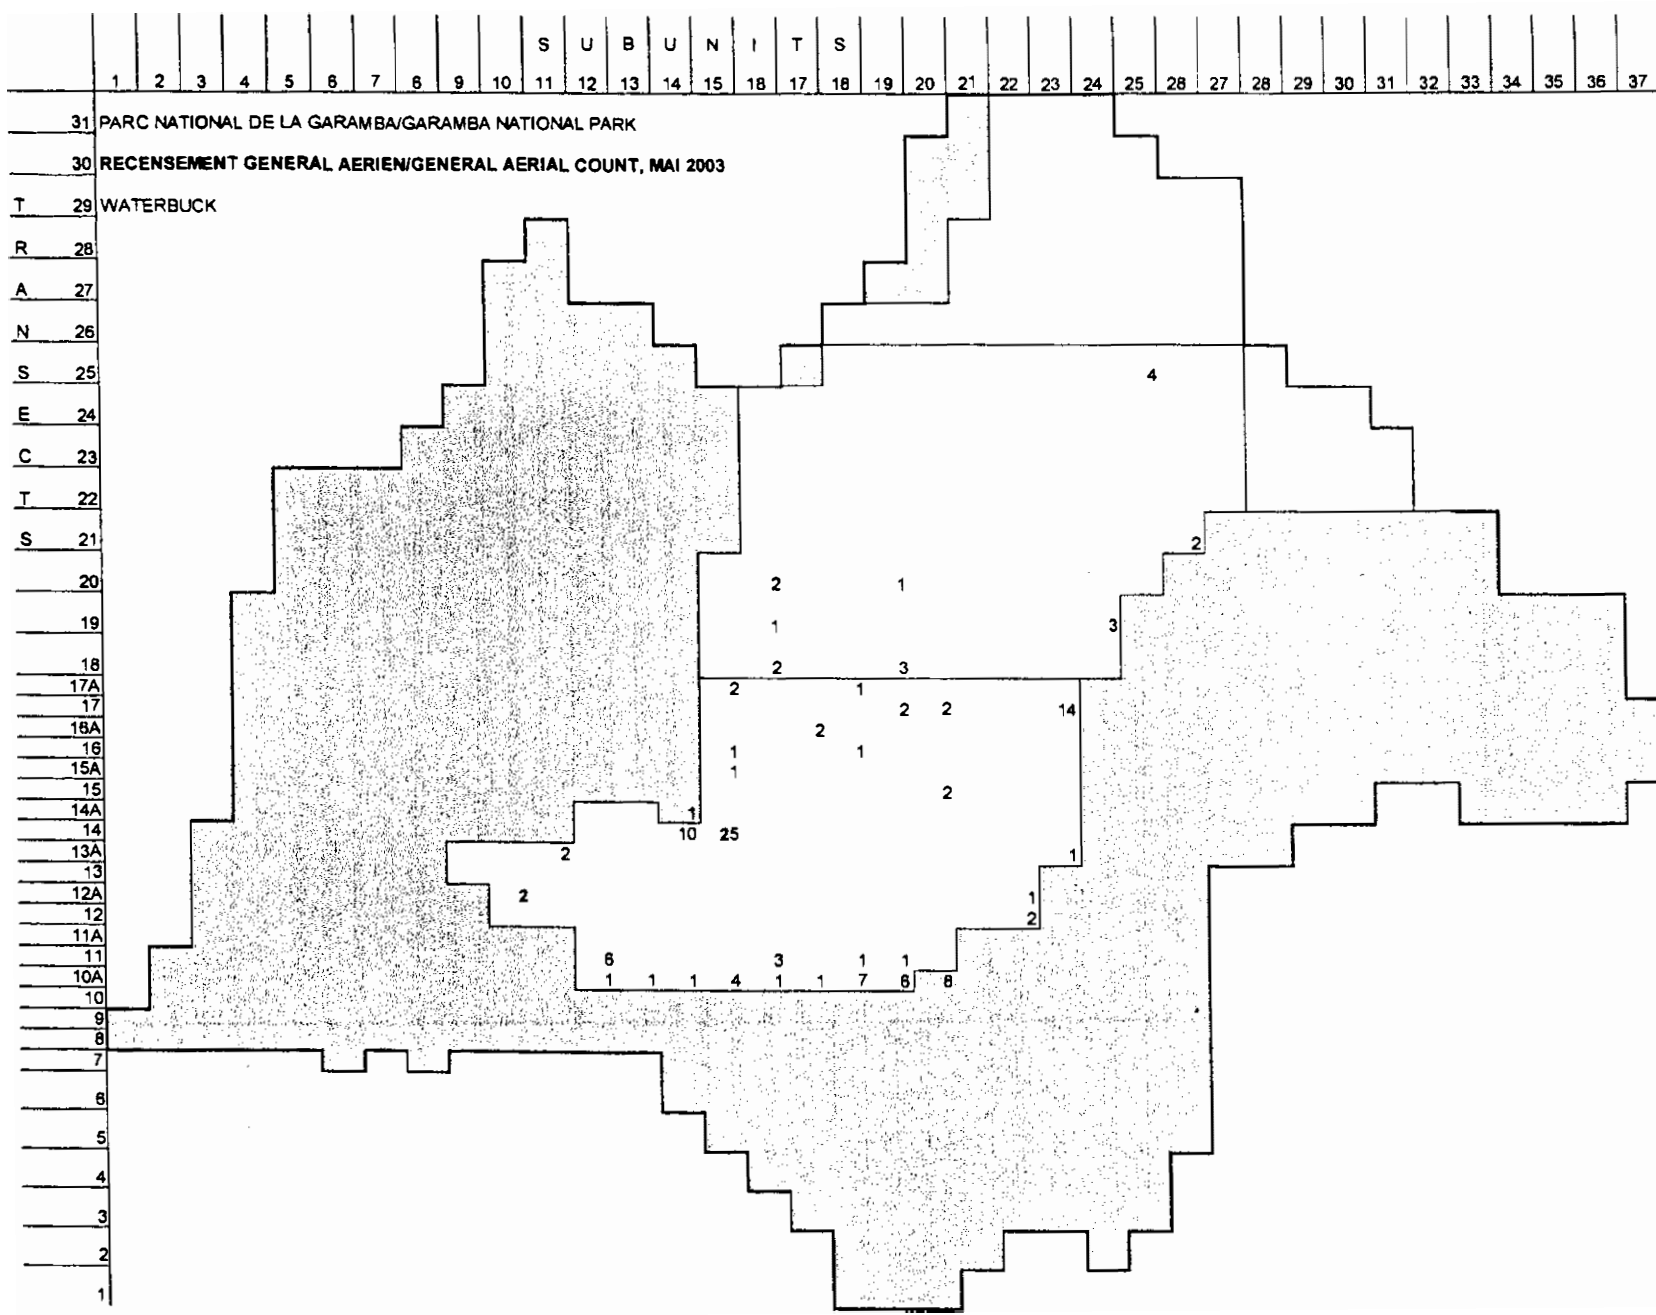 S U B U N I T S
1 2 3 4 5 6 7 8 9 10 11 12 13 14 15 16 17 18 19 20 21 22 23 24 25 26 27 28 29 30 31 32 33 34 35 36 37
31 PARC NATIONAL DE LA GARAMBA/GARAMBA NATIONAL PARK
30 RECENSEMENT GENERAL AERIEN/GENERAL AERIAL COUNT, MAI 2003
T 29 WATERBUCK
R 28
A 27
N 26
S 25 4
E 24
C 23
T 22
S 21 2
20 2 1
19 1 3
18 2 3
17A 2 1
17 2 2 14
16A 2
16 1 1
15A 1
15 2
14A 1
14 10 25
13A 2 1
13
12A 2 1
12 2
11A
11 6 3 1 1
10A 1 1 1 4 1 1 7 6 8
10
9
8
7
6
5
4
3
2
1